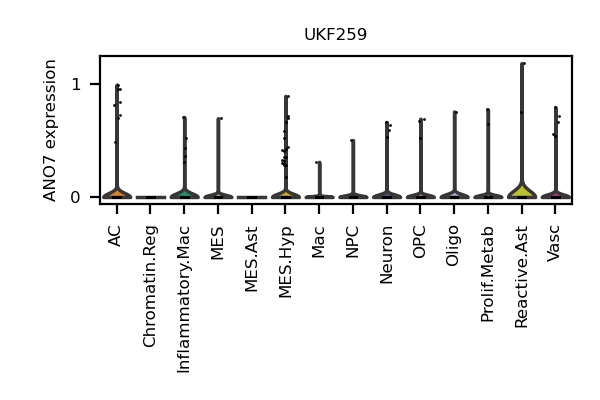 UKF259
ANO7 expression
1
0
AC
Chromatin.Reg
Inflammatory.Mac
MES
MES.Ast
MES.Hyp
Mac
NPC
Neuron
OPC
Oligo
Prolif.Metab
Reactive.Ast
Vasc